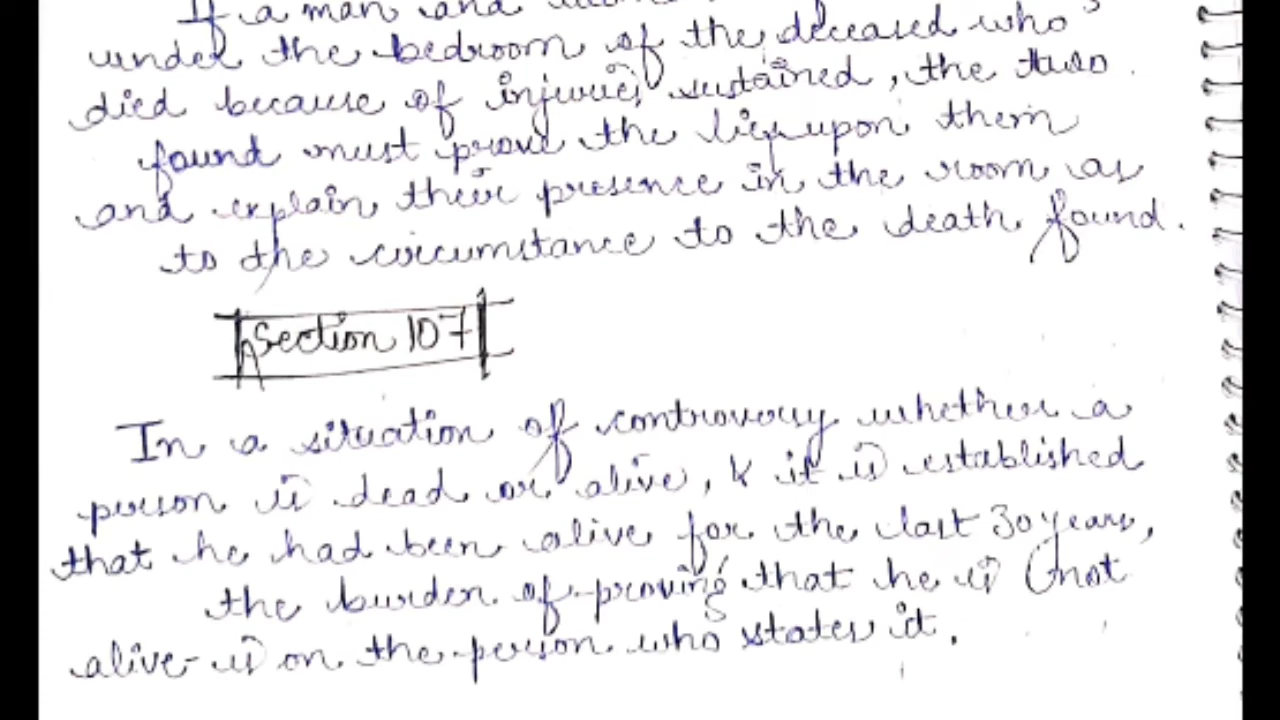 If a man and
under the bedroom of the deceased who
died because of injuries sustained, the two
found must prove the lie upon them
and explain their presence in the room as
to the circumstance to the death found.
Section 107
In a situation of controversy whether a
person is dead or alive, & it is established
that he had been alive for the last 30 years,
the burden of proving that he is not
alive is on the person who states it.